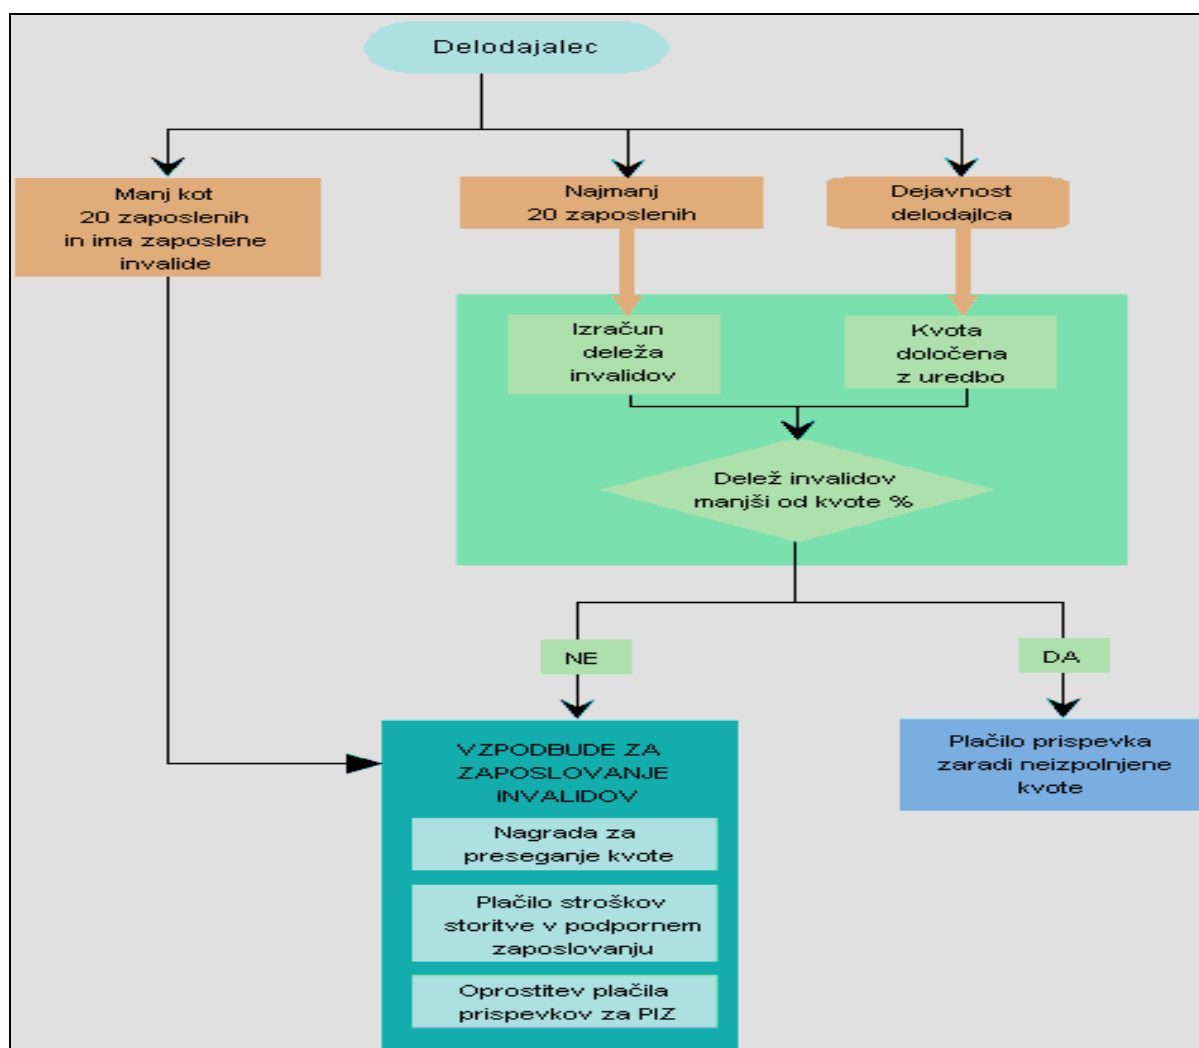 Delodajalec
Manj kot
20 zaposlenih
in ima zaposlene
invalide
Najmanj
20 zaposlenih
Dejavnost
delodajlca
Izračun
deleža
invalidov
Kvota
določena
z uredbo
Delež invalidov
manjši od kvote %
NE
DA
VZPODBUDE ZA
ZAPOSLOVANJE
INVALIDOV
Nagrada za
preseganje kvote
Plačilo stroškov
storitve v podpornem
zaposlovanju
Oprostitev plačila
prispevkov za PIZ
Plačilo prispevka
zaradi neizpolnjene
kvote